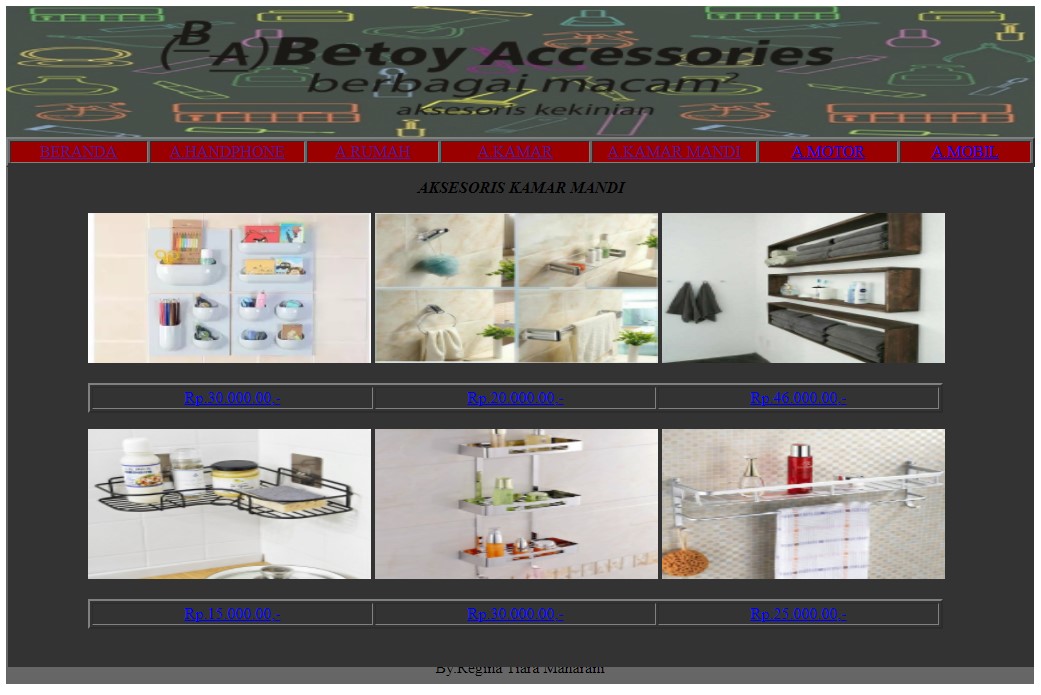 (B
A) Betoy Accessories
berbagai macam²
aksesoris kekinian
BERANDA A.HANDPHONE A.RUMAH A.KAMAR A.KAMAR MANDI A.MOTOR A.MOBIL
AKSESORIS KAMAR MANDI
Rp.30.000.00,- Rp.20.000.00,- Rp.46.000.00,-
Rp.15.000.00,- Rp.30.000.00,- Rp.25.000.00,-
By.Regina Tiara Maharani